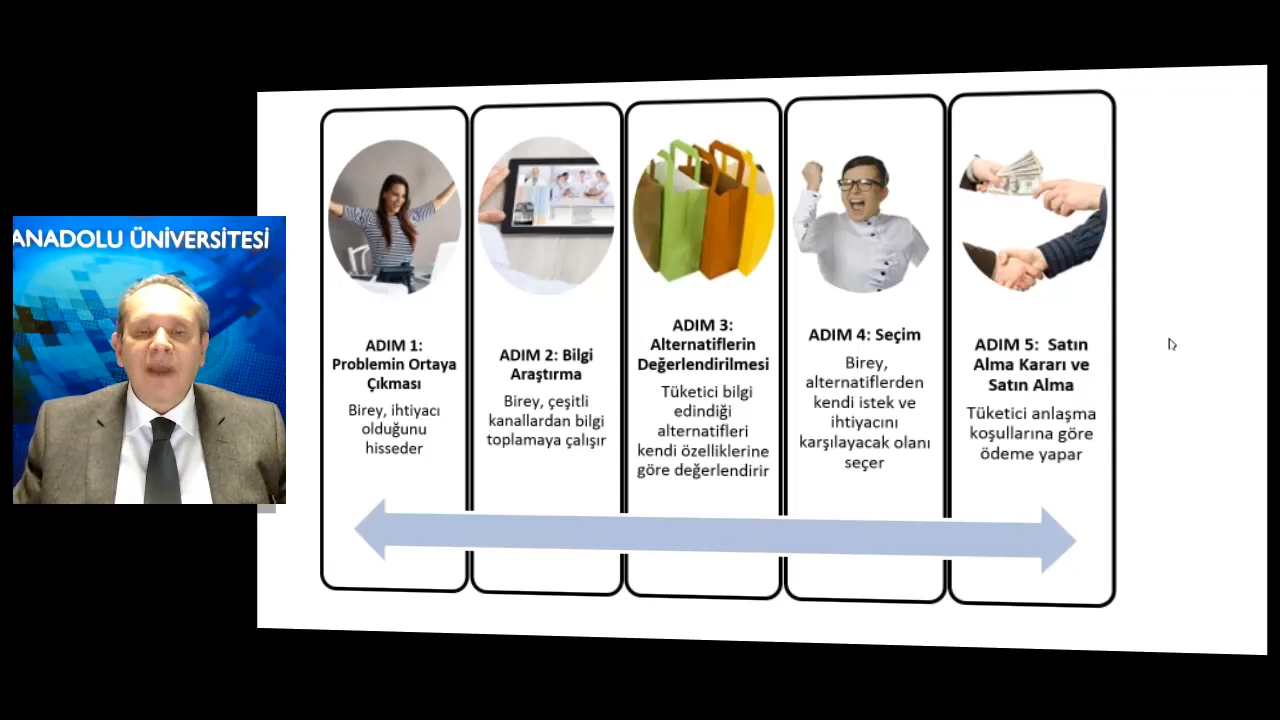 ANADOLU ÜNİVERSİTESİ
ADIM 1:
Problemin Ortaya
Çıkması
Birey, ihtiyacı
olduğunu
hisseder
ADIM 2: Bilgi
Araştırma
Birey, çeşitli
kanallardan bilgi
toplamaya çalışır
ADIM 3:
Alternatiflerin
Değerlendirilmesi
Tüketici bilgi
edindiği
alternatifleri
kendi özelliklerine
göre değerlendirir
ADIM 4: Seçim
Birey,
alternatiflerden
kendi istek ve
ihtiyacını
karşılayacak olanı
seçer
ADIM 5: Satın
Alma Kararı ve
Satın Alma
Tüketici anlaşma
koşullarına göre
ödeme yapar